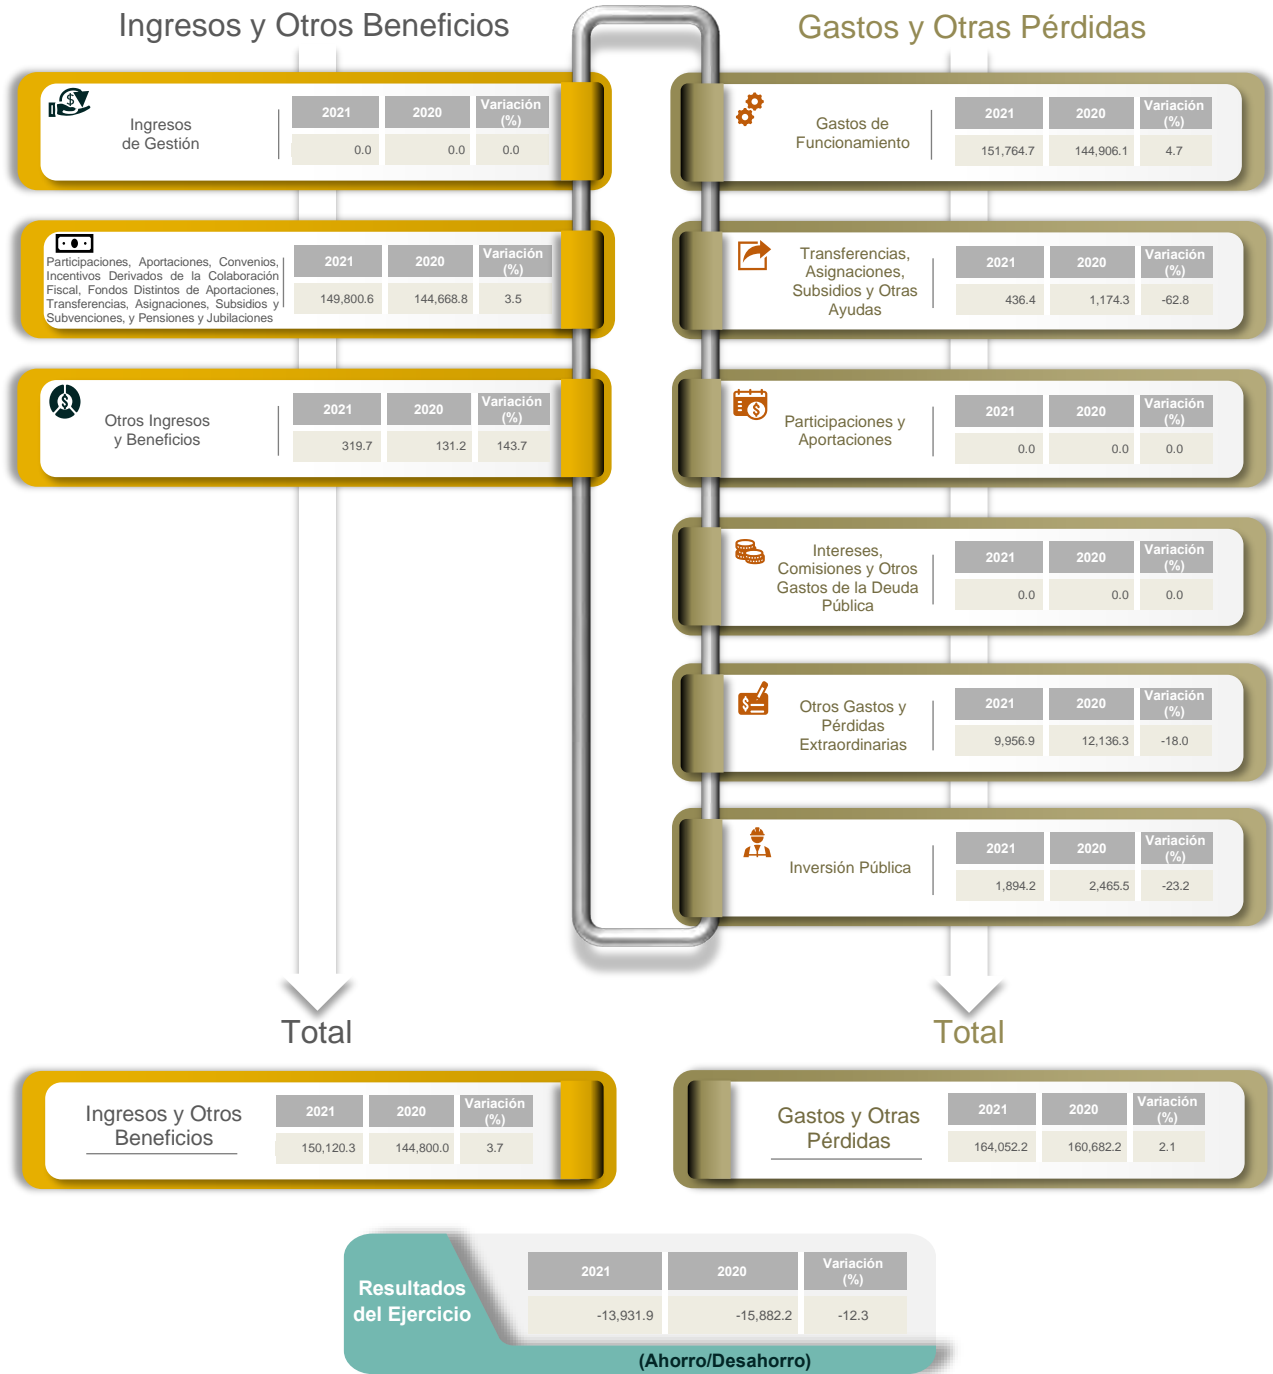 Ingresos y Otros Beneficios
Ingresos
de Gestión
2021 2020 Variación
(%)
0.0 0.0 0.0
Participaciones, Aportaciones, Convenios,
Incentivos Derivados de la Colaboración
Fiscal, Fondos Distintos de Aportaciones,
Transferencias, Asignaciones, Subsidios y
Subvenciones, y Pensiones y Jubilaciones
2021 2020 Variación
(%)
149,800.6 144,668.8 3.5
Otros Ingresos
y Beneficios
2021 2020 Variación
(%)
319.7 131.2 143.7
Total
Ingresos y Otros
Beneficios
2021 2020 Variación
(%)
150,120.3 144,800.0 3.7
Gastos y Otras Pérdidas
Gastos de
Funcionamiento
2021 2020 Variación
(%)
151,764.7 144,906.1 4.7
Transferencias,
Asignaciones,
Subsidios y Otras
Ayudas
2021 2020 Variación
(%)
436.4 1,174.3 -62.8
Participaciones y
Aportaciones
2021 2020 Variación
(%)
0.0 0.0 0.0
Intereses,
Comisiones y Otros
Gastos de la Deuda
Pública
2021 2020 Variación
(%)
0.0 0.0 0.0
Otros Gastos y
Pérdidas
Extraordinarias
2021 2020 Variación
(%)
9,956.9 12,136.3 -18.0
Inversión Pública
2021 2020 Variación
(%)
1,894.2 2,465.5 -23.2
Total
Gastos y Otras
Pérdidas
2021 2020 Variación
(%)
164,052.2 160,682.2 2.1
Resultados
del Ejercicio
2021 2020 Variación
(%)
-13,931.9 -15,882.2 -12.3
(Ahorro/Desahorro)